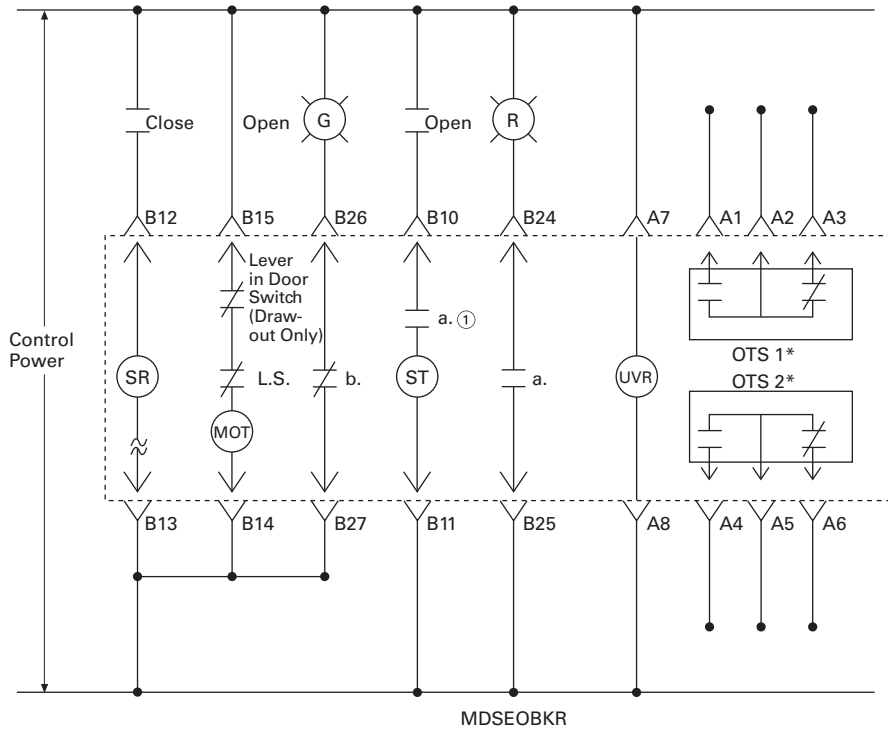 Close
Open
G
Open
R
B12
B15
B26
B10
B24
A7
A1
A2
A3
Lever
in Door
Switch
(Draw-
out Only)
a. ①
Control
Power
SR
L.S.
b.
ST
a.
UVR
OTS 1*
OTS 2*
MOT
B13
B14
B27
B11
B25
A8
A4
A5
A6
MDSEOBKR